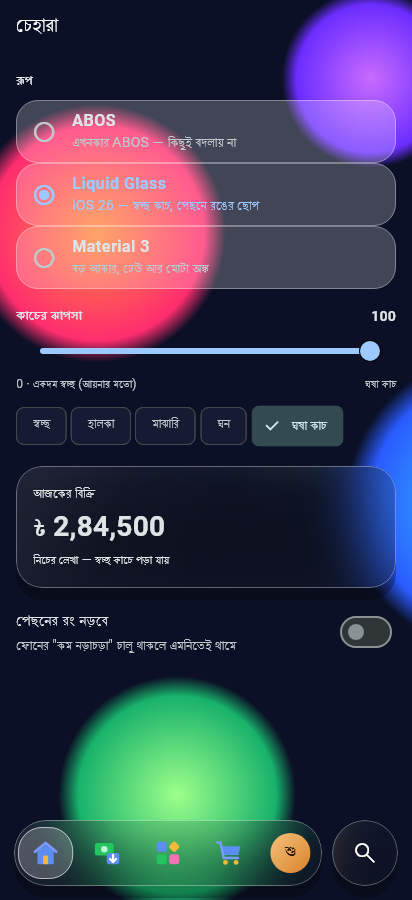 চেহারা
রূপ
ABOS
এখনকার ABOS — কিছুই বদলায় না
Liquid Glass
iOS 26 — স্বচ্ছ কাচ, পেছনে রঙের ছোপ
Material 3
বড় আকার, ঢেউ আর মোটা অঙ্ক
কাচের ঝাপসা 100
0 · একদম স্বচ্ছ (আয়নার মতো) ঘষা কাচ
স্বচ্ছ হালকা মাঝারি ঘন ঘষা কাচ
আজকের বিক্রি
৳ 2,84,500
নিচের লেখা — স্বচ্ছ কাচে পড়া যায়
পেছনের রং নড়বে
ফোনের "কম নড়াচড়া" চালু থাকলে এমনিতেই থামে
শু